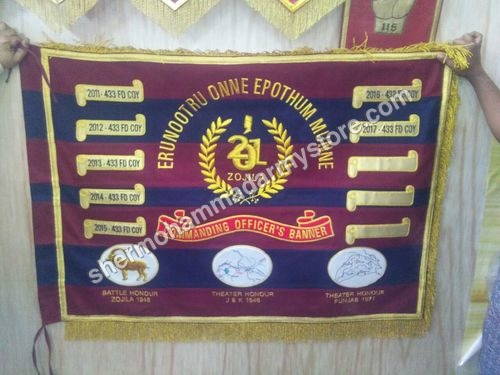 115
ERUNOOTRU ONNE EPOTHUM MUNNE
2011 - 433 FD COY
2012 - 433 FD COY
2013 - 433 FD COY
2014 - 433 FD COY
2015 - 433 FD COY
2016 - 433 FD COY
2017 - 433 FD COY
201
ZOJILA
COMMANDING OFFICER'S BANNER
BATTLE HONOUR
ZOJILA 1948
THEATER HONOUR
J & K 1948
THEATER HONOUR
PUNJAB 1971
shermohammadarmystore.com